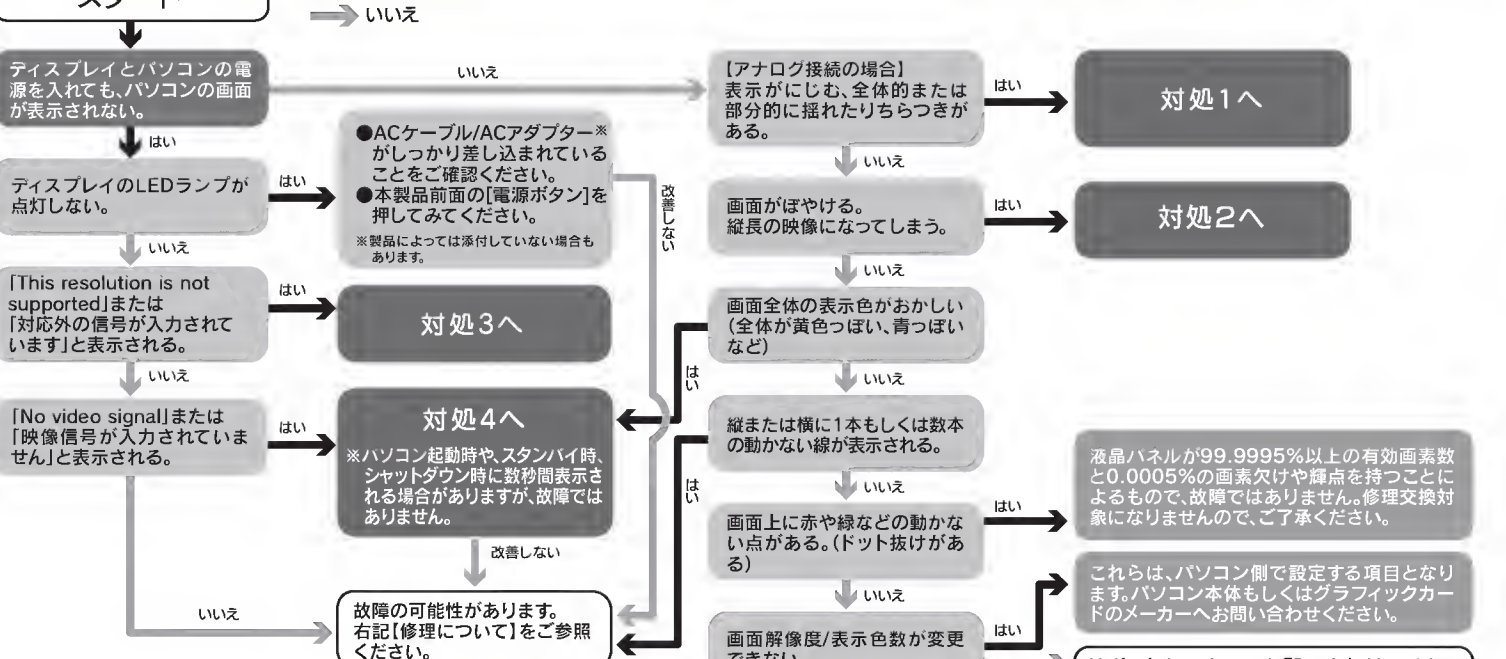 いいえ
ディスプレイとパソコンの電
源を入れても、パソコンの画面
が表示されない。
はい
いいえ
ディスプレイのLEDランプが
点灯しない。
はい
●ACケーブル/ACアダプター※
がしっかり差し込まれている
ことをご確認ください。
●本製品前面の[電源ボタン]を
押してみてください。
※製品によっては添付していない場合も
あります。
改善しない
いいえ
「This resolution is not
supported」または
「対応外の信号が入力されて
います」と表示される。
はい
対処3へ
いいえ
「No video signal」または
「映像信号が入力されていま
せん」と表示される。
はい
対処4へ
※パソコン起動時や、スタンバイ時、
シャットダウン時に数秒間表示さ
れる場合がありますが、故障では
ありません。
改善しない
いいえ
故障の可能性があります。
右記【修理について】をご参照
ください。
【アナログ接続の場合】
表示がにじむ、全体的または
部分的に揺れたりちらつきが
ある。
はい
対処1へ
いいえ
画面がぼやける。
縦長の映像になってしまう。
はい
対処2へ
いいえ
画面全体の表示色がおかしい
(全体が黄色っぽい、青っぽい
など)
はい
いいえ
縦または横に1本もしくは数本
の動かない線が表示される。
はい
いいえ
画面上に赤や緑などの動かな
い点がある。(ドット抜けがあ
る)
はい
液晶パネルが99.9995%以上の有効画素数
と0.0005%の画素欠けや輝点を持つことに
よるもので、故障ではありません。修理交換対
象になりませんので、ご了承ください。
いいえ
画面解像度/表示色数が変更
できない
はい
これらは、パソコン側で設定する項目となり
ます。パソコン本体もしくはグラフィックカー
ドのメーカーへお問い合わせください。